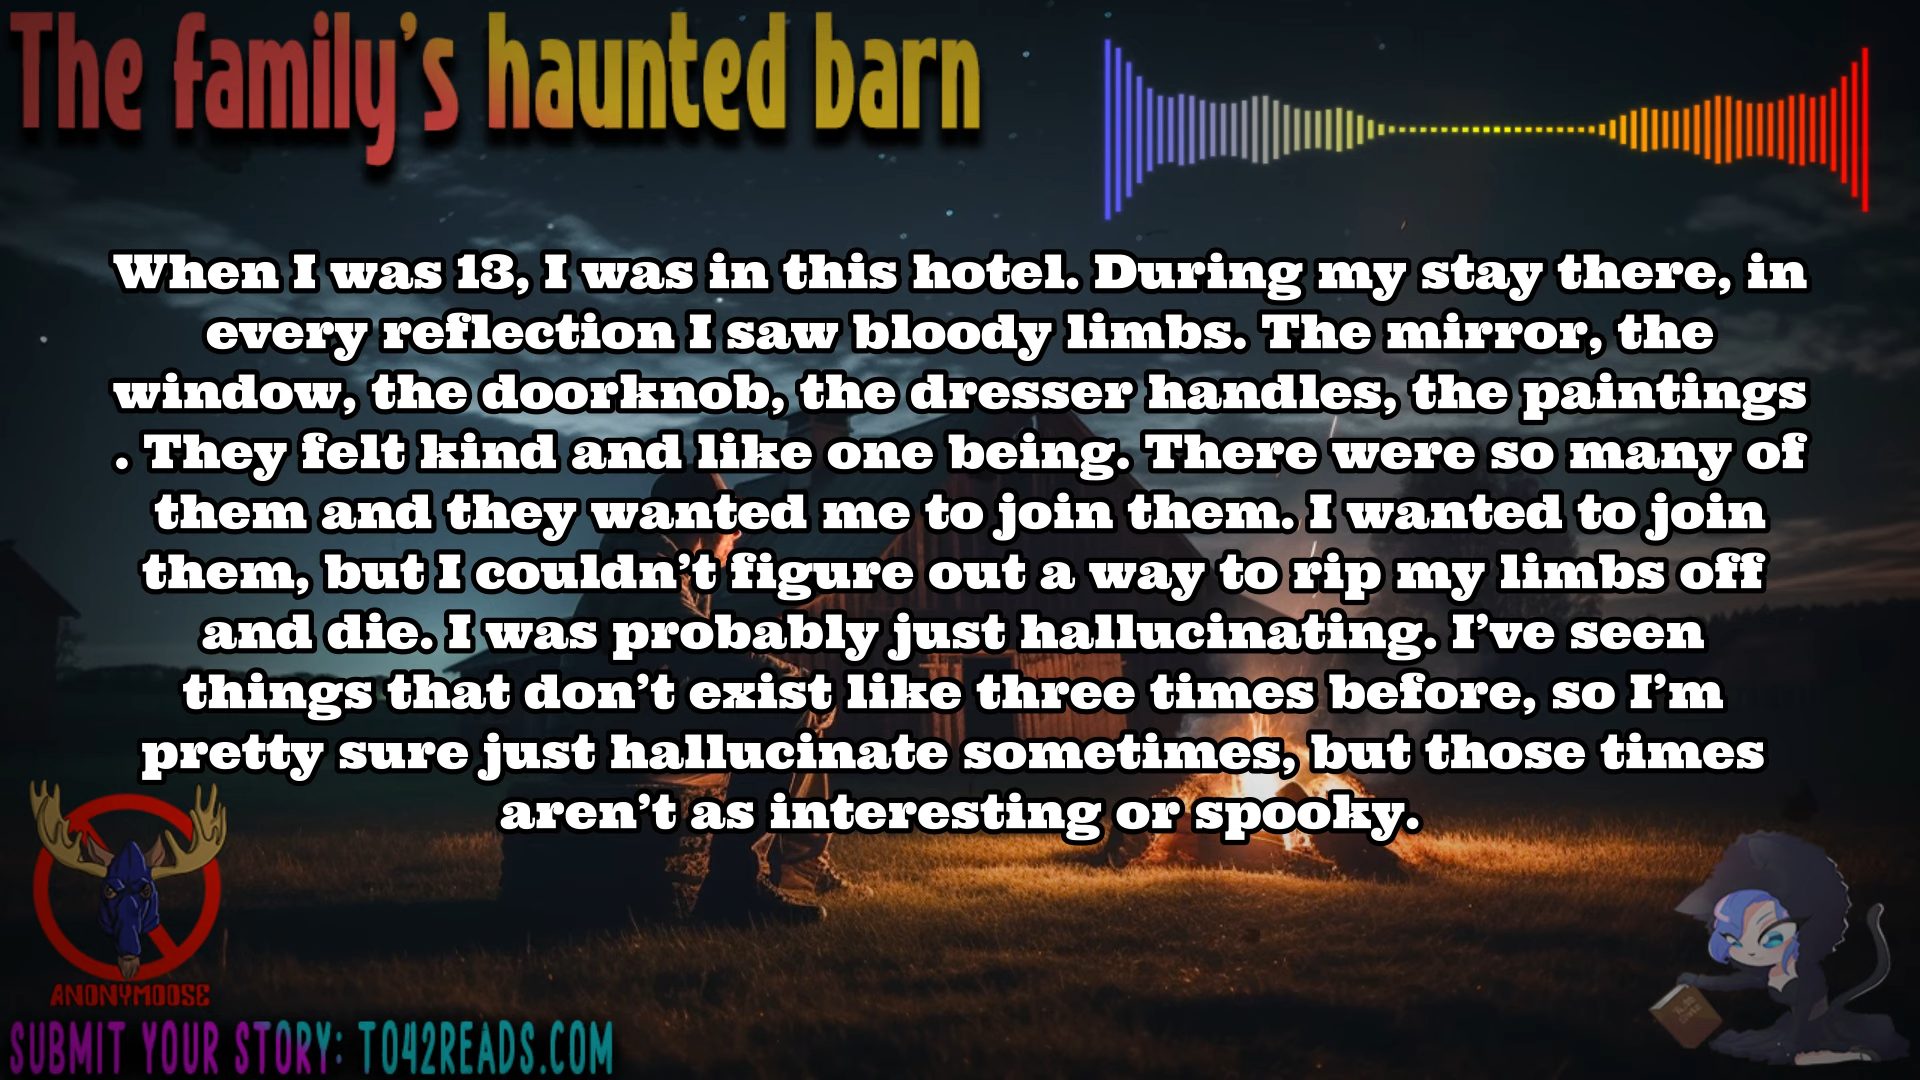 The family's haunted barn
When I was 13, I was in this hotel. During my stay there, in
every reflection I saw bloody limbs. The mirror, the
window, the doorknob, the dresser handles, the paintings
. They felt kind and like one being. There were so many of
them and they wanted me to join them. I wanted to join
them, but I couldn't figure out a way to rip my limbs off
and die. I was probably just hallucinating. I've seen
things that don't exist like three times before, so I'm
pretty sure just hallucinate sometimes, but those times
aren't as interesting or spooky.
ANONYMOOSE
SUBMIT YOUR STORY: TO42READS.COM